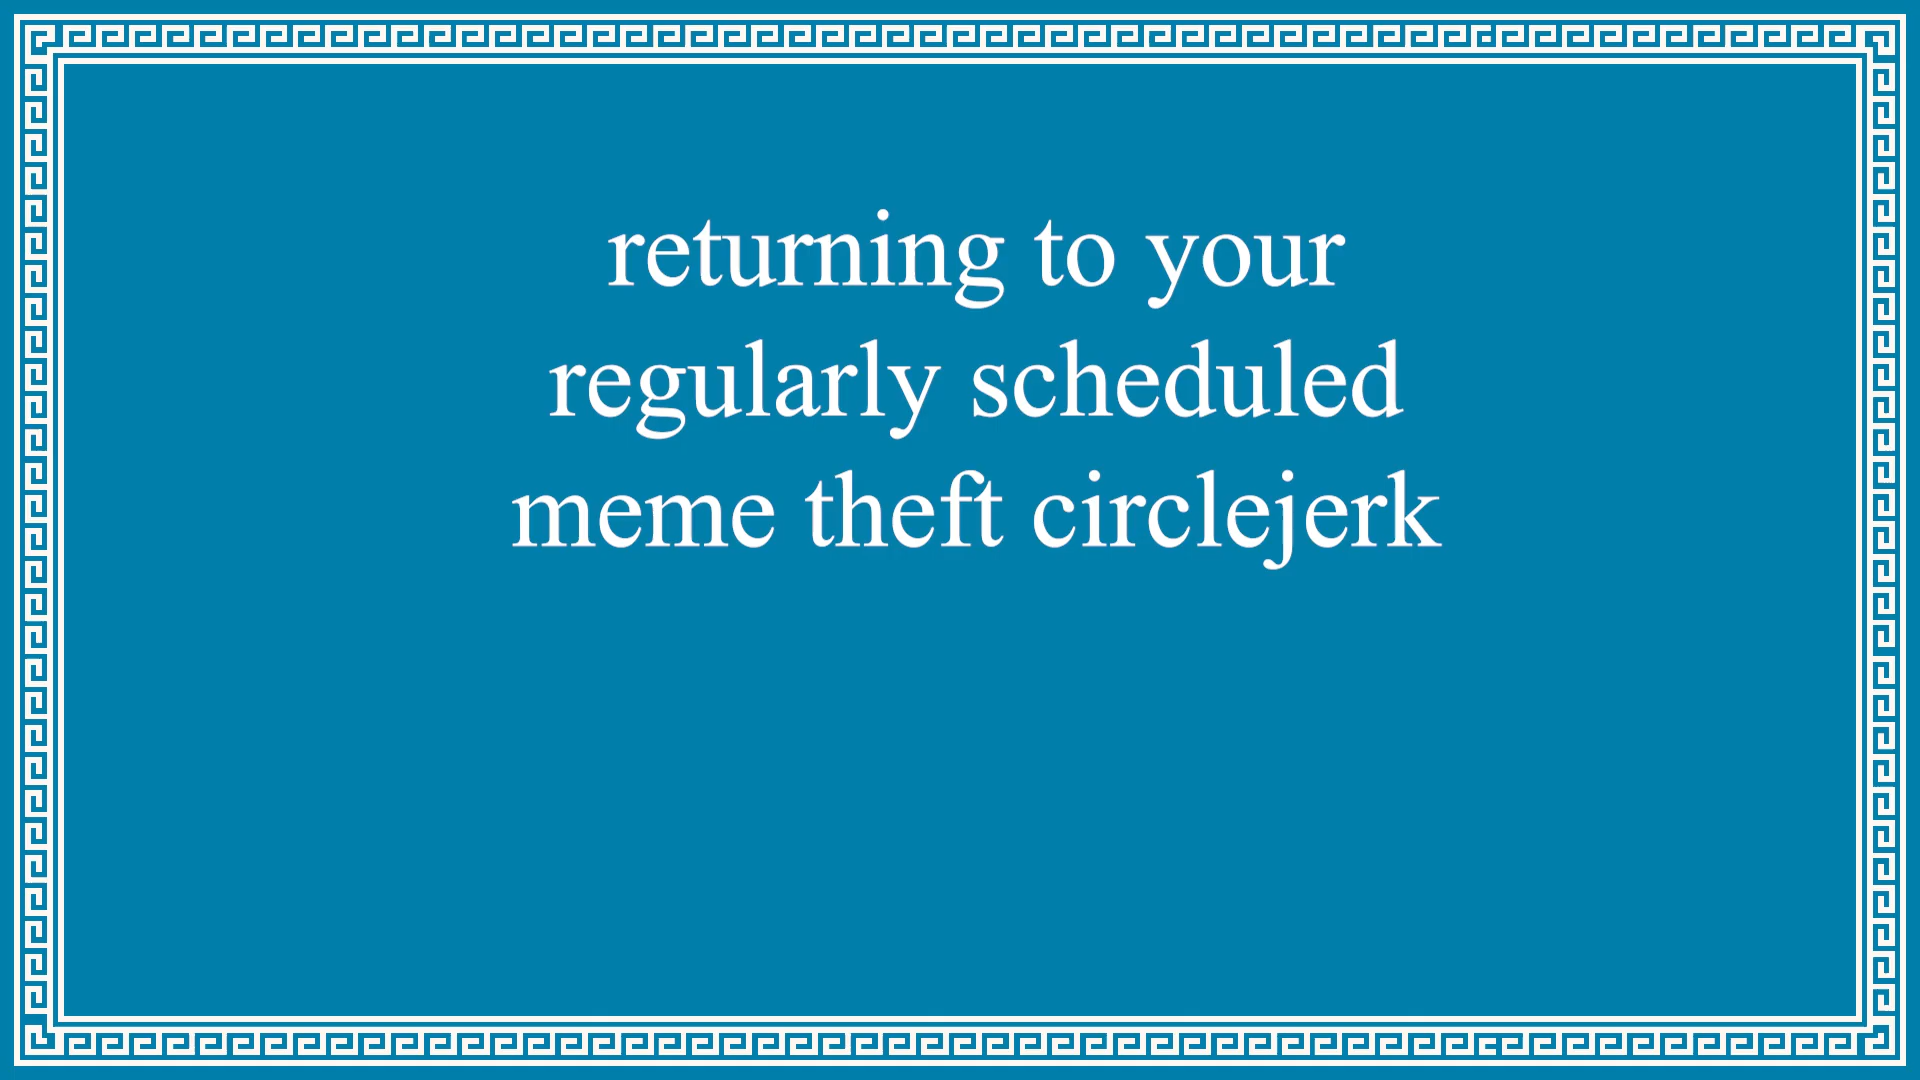 returning to your
regularly scheduled
meme theft circlejerk